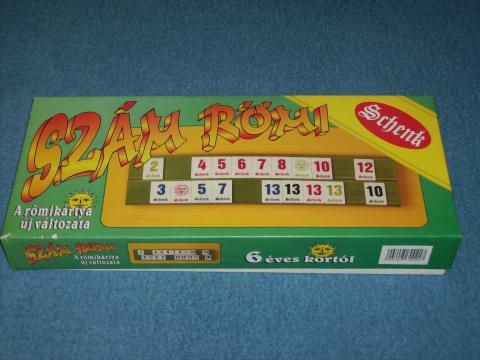 SZÁM RÖMI
Schenk
2 4 5 6 7 8 10 12
3 5 7 13 13 13 13 10
A römikártya
új változata
SZÁM RÖMI
A römikártya
új változata
6 éves kortól